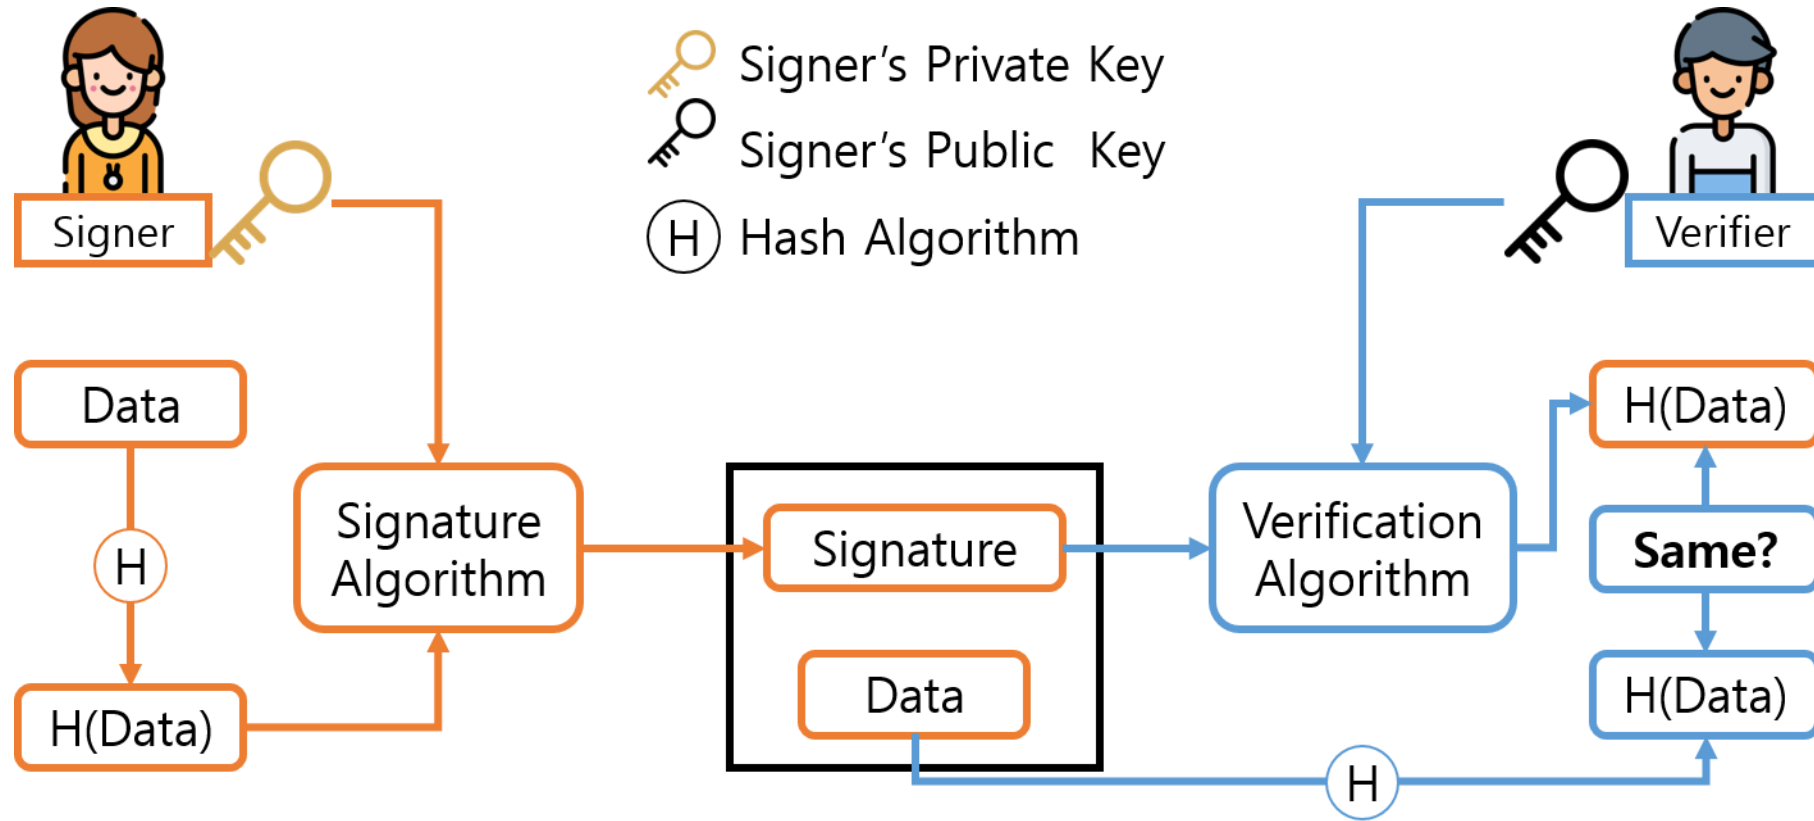 Signer's Private Key
Signer's Public Key
H Hash Algorithm
Signer
Verifier
Data
H
H(Data)
Signature
Algorithm
Signature
Data
Verification
Algorithm
H
H(Data)
Same?
H(Data)